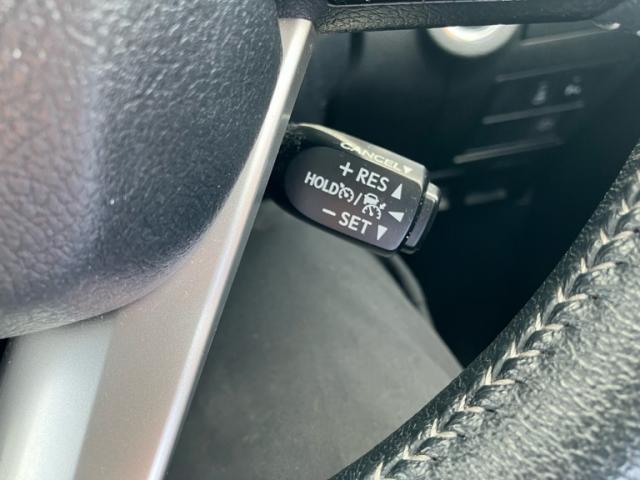 CANCEL
+ RES
HOLD /
− SET